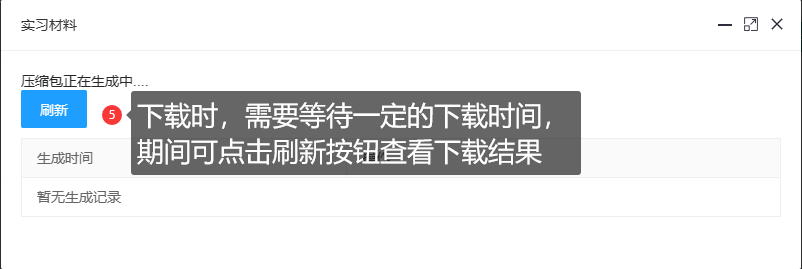 实习材料
压缩包正在生成中....
刷新
5
下载时，需要等待一定的下载时间，
期间可点击刷新按钮查看下载结果
生成时间
暂无生成记录